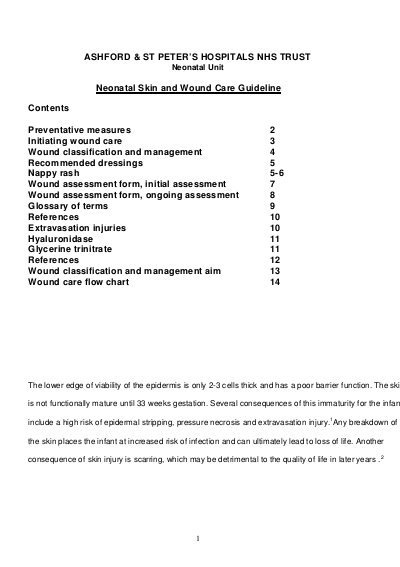 ASHFORD & ST PETER'S HOSPITALS NHS TRUST
Neonatal Unit
Neonatal Skin and Wound Care Guideline
Contents
Preventative measures 2
Initiating wound care 3
Wound classification and management 4
Recommended dressings 5
Nappy rash 5-6
Wound assessment form, initial assessment 7
Wound assessment form, ongoing assessment 8
Glossary of terms 9
References 10
Extravasation injuries 10
Hyaluronidase 11
Glycerine trinitrate 11
References 12
Wound classification and management aim 13
Wound care flow chart 14
The lower edge of viability of the epidermis is only 2-3 cells thick and has a poor barrier function. The ski
is not functionally mature until 33 weeks gestation. Several consequences of this immaturity for the infan
include a high risk of epidermal stripping, pressure necrosis and extravasation injury.1Any breakdown of
the skin places the infant at increased risk of infection and can ultimately lead to loss of life. Another
consequence of skin injury is scarring, which may be detrimental to the quality of life in later years .2
1